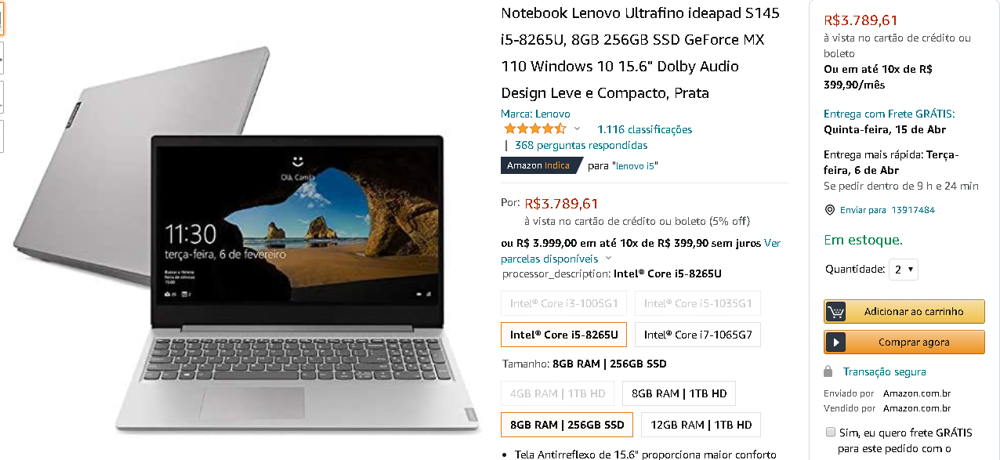 Notebook Lenovo Ultrafino ideapad S145
i5-8265U, 8GB 256GB SSD GeForce MX
110 Windows 10 15.6" Dolby Audio
Design Leve e Compacto, Prata
Marca: Lenovo
1.116 classificações
| 368 perguntas respondidas
Amazon Indica para "lenovo i5"
Por: R$3.789,61
à vista no cartão de crédito ou boleto (5% off)
ou R$ 3.999,00 em até 10x de R$ 399,90 sem juros Ver
parcelas disponíveis
processor_description: Intel® Core i5-8265U
Intel® Core i3-1005G1
Intel® Core i5-1035G1
Intel® Core i5-8265U
Intel® Core i7-1065G7
Tamanho: 8GB RAM | 256GB SSD
4GB RAM | 1TB HD
8GB RAM | 1TB HD
8GB RAM | 256GB SSD
12GB RAM | 1TB HD
• Tela Antirreflexo de 15.6" proporciona maior conforto
R$3.789,61
à vista no cartão de crédito ou
boleto
Ou em até 10x de R$
399,90/mês
Entrega com Frete GRÁTIS:
Quinta-feira, 15 de Abr
Entrega mais rápida: Terça-
feira, 6 de Abr
Se pedir dentro de 9 h e 24 min
Enviar para 13917484
Em estoque.
Quantidade: 2
Adicionar ao carrinho
Comprar agora
Transação segura
Enviado por Amazon.com.br
Vendido por Amazon.com.br
Sim, eu quero frete GRÁTIS
para este pedido com o
Lenovo
Olá, Camila
11:30
terça-feira, 6 de fevereiro
Buscar a Helena
Feira de ciências
15:00